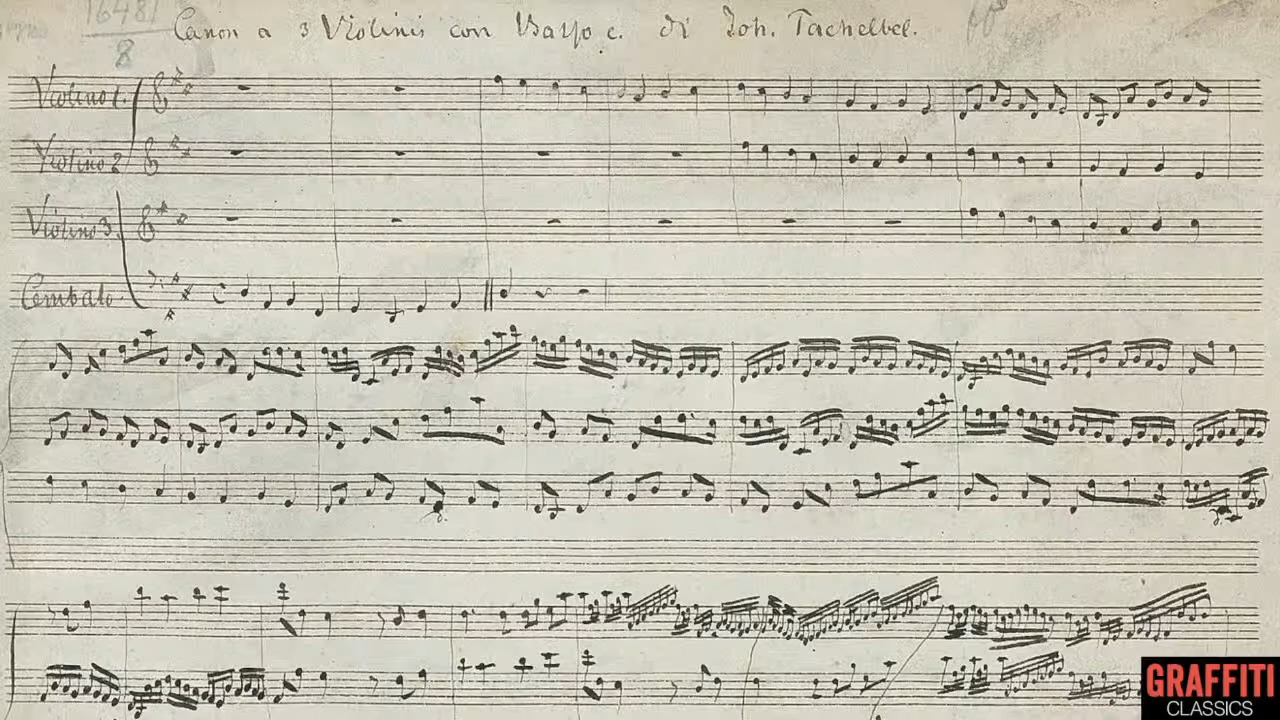 16481
8
Canon a 3 Violinis con Basso c. di Joh. Pachelbel.
Violino 1.
Violino 2
Violino 3.
Cembalo.
GRAFFITI
CLASSICS